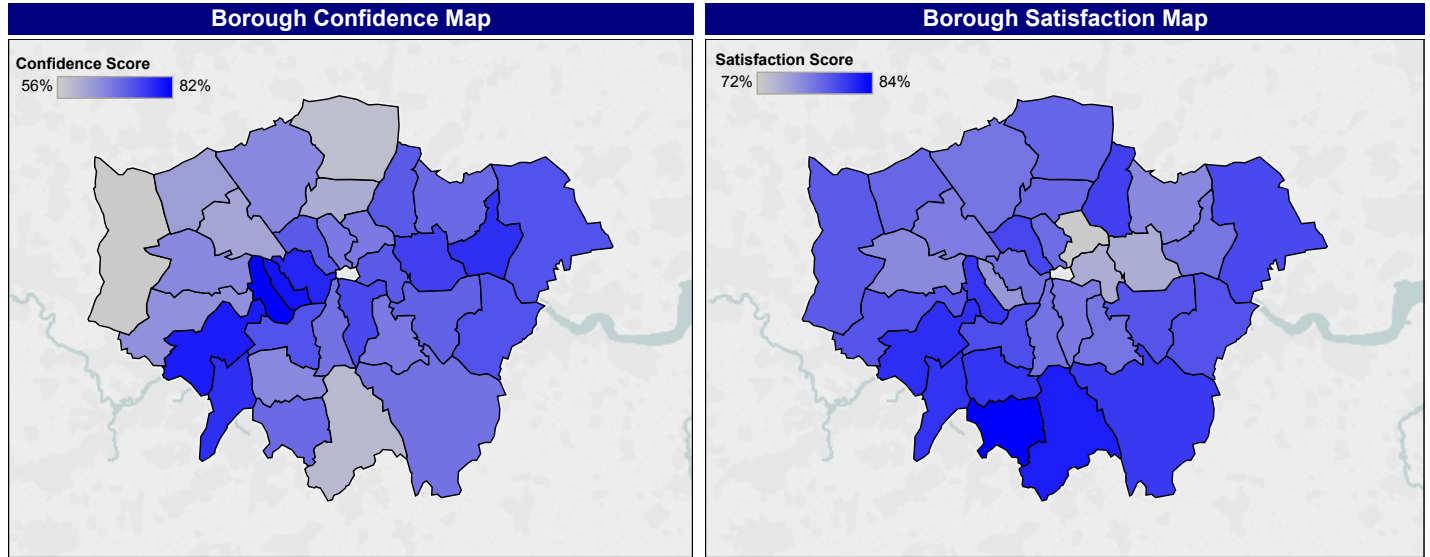 Borough Confidence Map
Confidence Score
56% 82%
Borough Satisfaction Map
Satisfaction Score
72% 84%